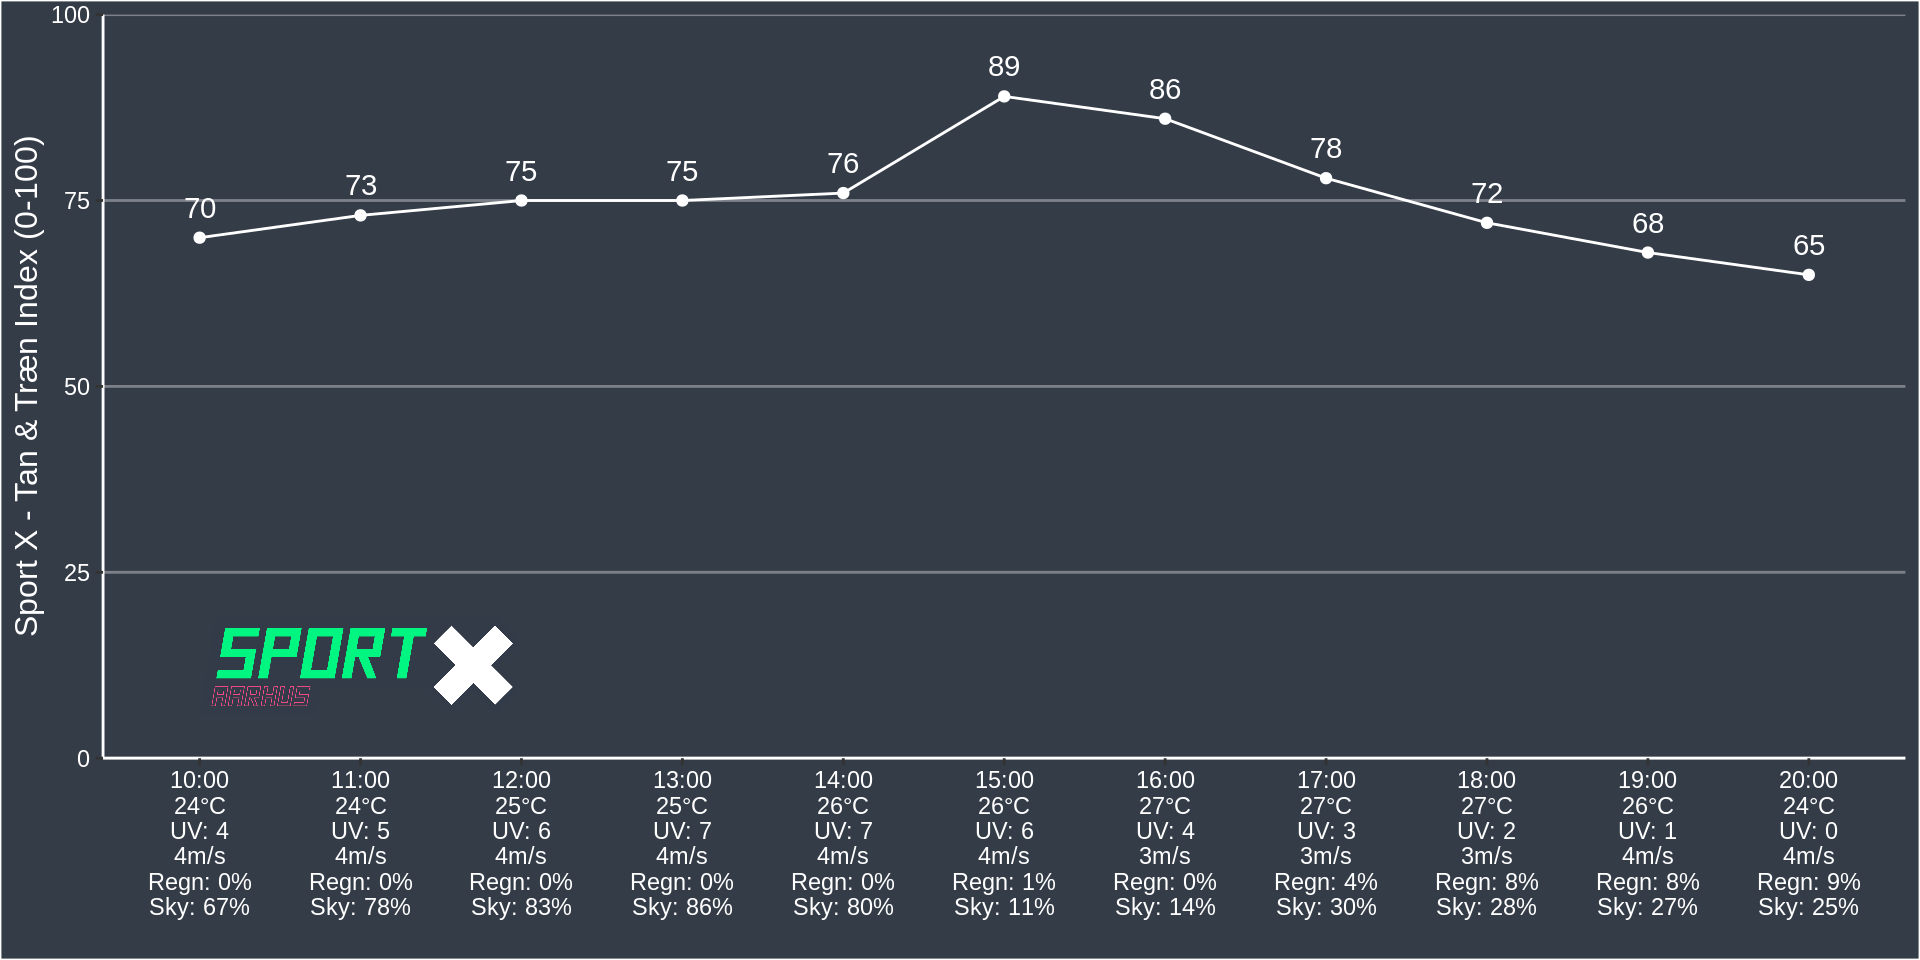 Sport X - Tan & Træn Index (0-100)
100
75
50
25
0
70
73
75
75
76
89
86
78
72
68
65
SPORT X
AARHUS
10:00 11:00 12:00 13:00 14:00 15:00 16:00 17:00 18:00 19:00 20:00
24°C 24°C 25°C 25°C 26°C 26°C 27°C 27°C 27°C 26°C 24°C
UV: 4 UV: 5 UV: 6 UV: 7 UV: 7 UV: 6 UV: 4 UV: 3 UV: 2 UV: 1 UV: 0
4m/s 4m/s 4m/s 4m/s 4m/s 4m/s 3m/s 3m/s 3m/s 4m/s 4m/s
Regn: 0% Regn: 0% Regn: 0% Regn: 0% Regn: 0% Regn: 1% Regn: 0% Regn: 4% Regn: 8% Regn: 8% Regn: 9%
Sky: 67% Sky: 78% Sky: 83% Sky: 86% Sky: 80% Sky: 11% Sky: 14% Sky: 30% Sky: 28% Sky: 27% Sky: 25%